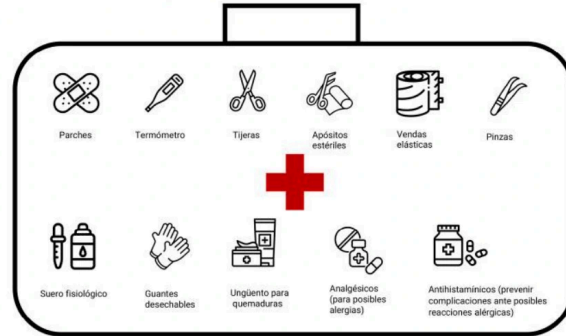 Parches
Termómetro
Tijeras
Apósitos
estériles
Vendas
elásticas
Pinzas
Suero fisiológico
Guantes
desechables
Ungüento para
quemaduras
Analgésicos
(para posibles
alergias)
Antihistamínicos (prevenir
complicaciones ante posibles
reacciones alérgicas)